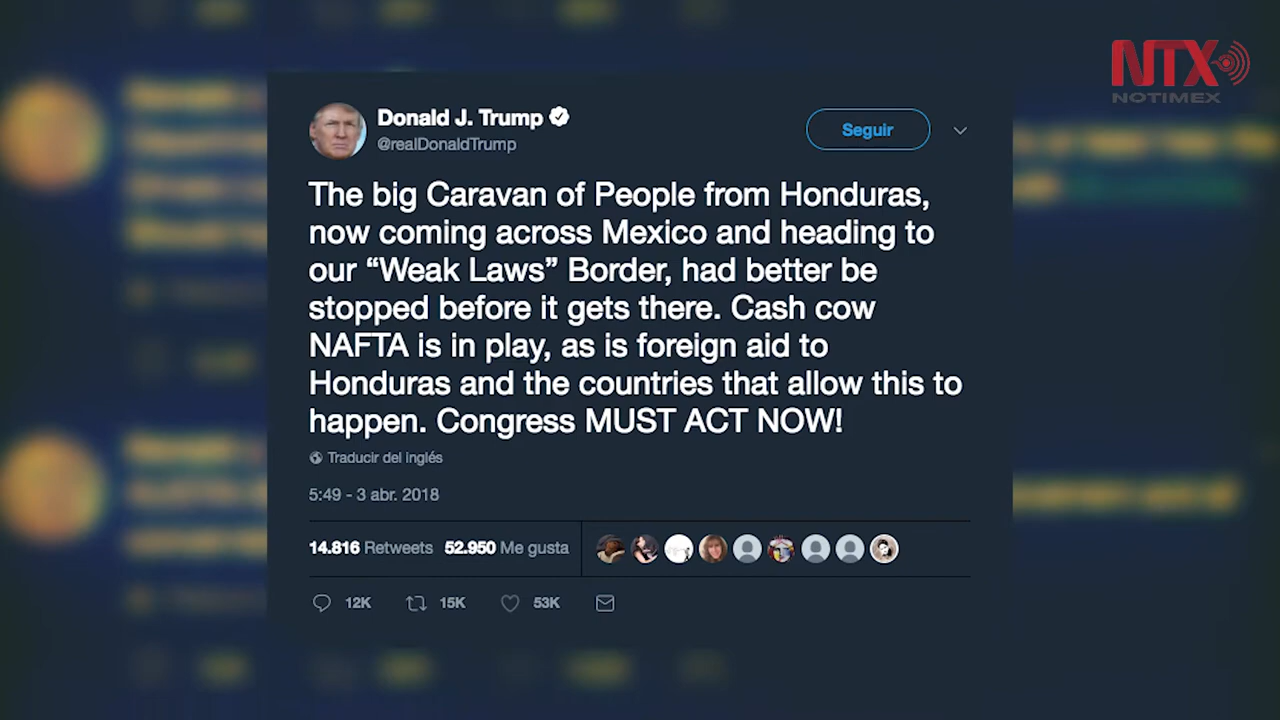 NTX
NOTIMEX
Donald J. Trump
@realDonaldTrump
Seguir
The big Caravan of People from Honduras,
now coming across Mexico and heading to
our “Weak Laws” Border, had better be
stopped before it gets there. Cash cow
NAFTA is in play, as is foreign aid to
Honduras and the countries that allow this to
happen. Congress MUST ACT NOW!
Traducir del inglés
5:49 - 3 abr. 2018
14.816 Retweets 52.950 Me gusta
12K 15K 53K